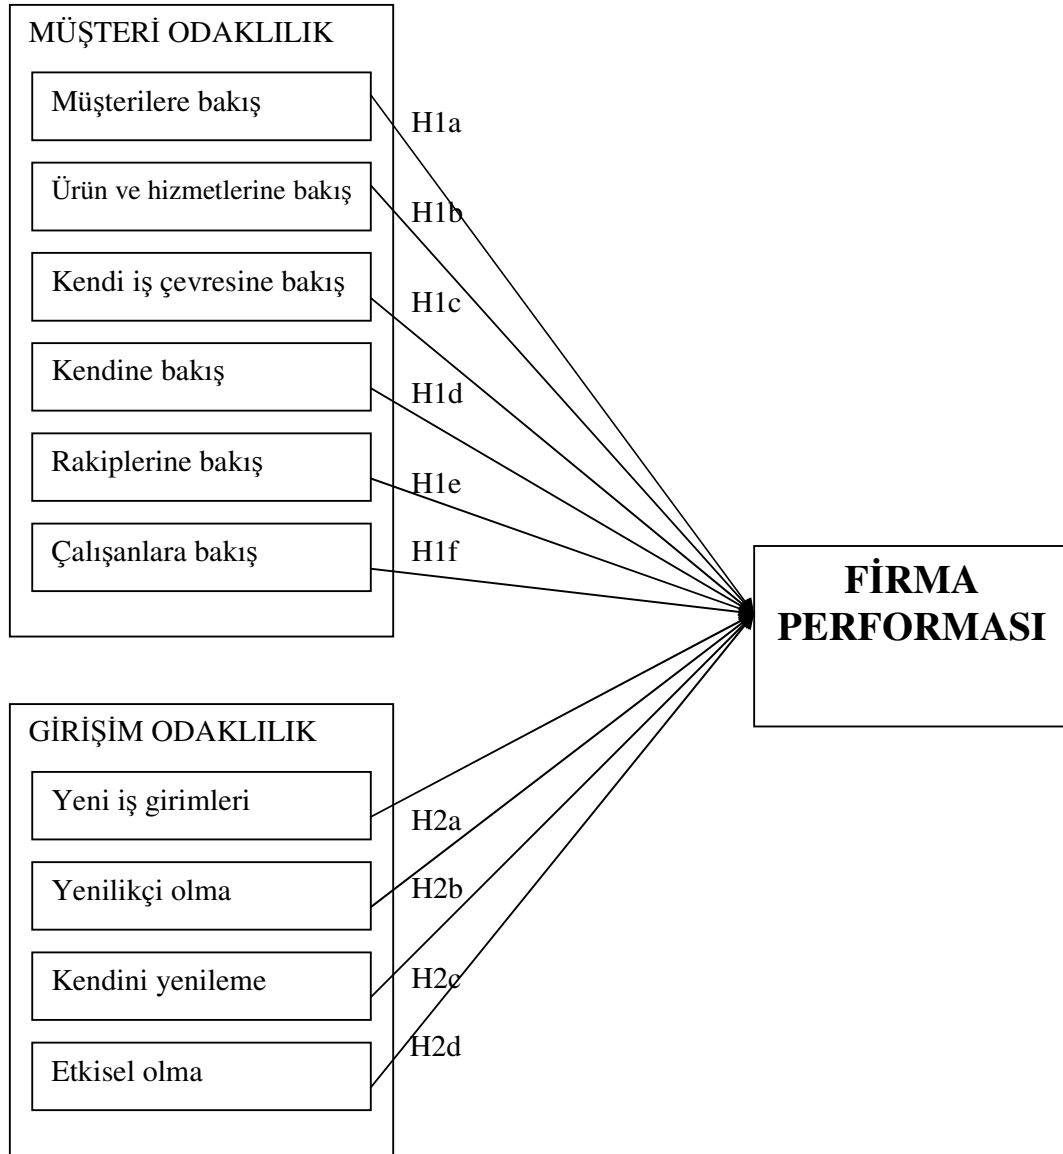 MÜŞTERİ ODAKLILIK
Müşterilere bakış
H1a
Ürün ve hizmetlerine bakış
H1b
Kendi iş çevresine bakış
H1c
Kendine bakış
H1d
Rakiplerine bakış
H1e
Çalışanlara bakış
H1f
FİRMA
PERFORMASI
GİRİŞİM ODAKLILIK
Yeni iş girimleri
H2a
Yenilikçi olma
H2b
Kendini yenileme
H2c
Etkisel olma
H2d